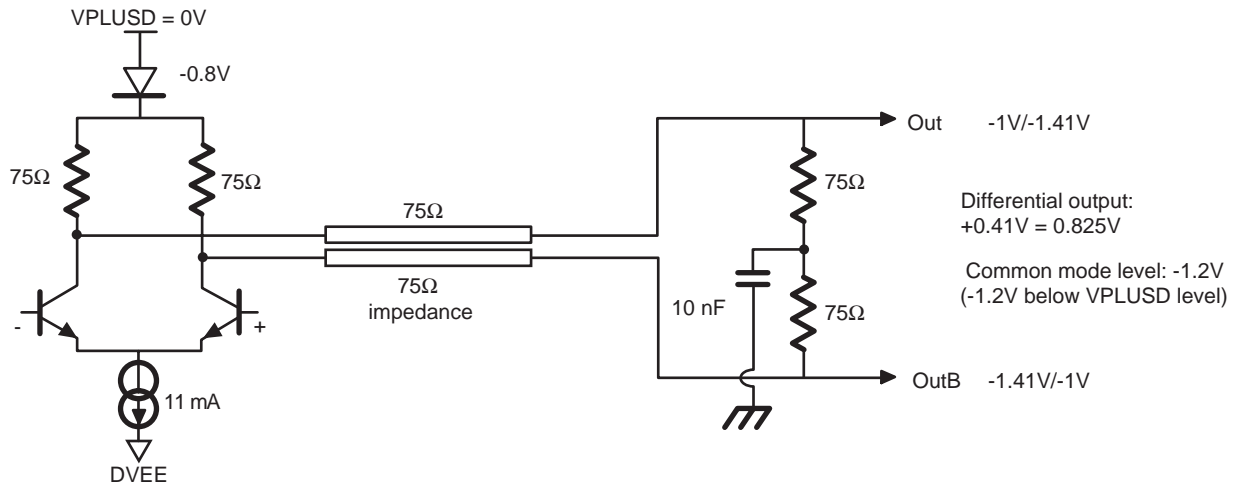 VPLUSD = 0V
-0.8V
75Ω
75Ω
75Ω
75Ω
impedance
-
+
11 mA
DVEE
10 nF
75Ω
75Ω
Out -1V/-1.41V
Differential output:
+0.41V = 0.825V
Common mode level: -1.2V
(-1.2V below VPLUSD level)
OutB -1.41V/-1V